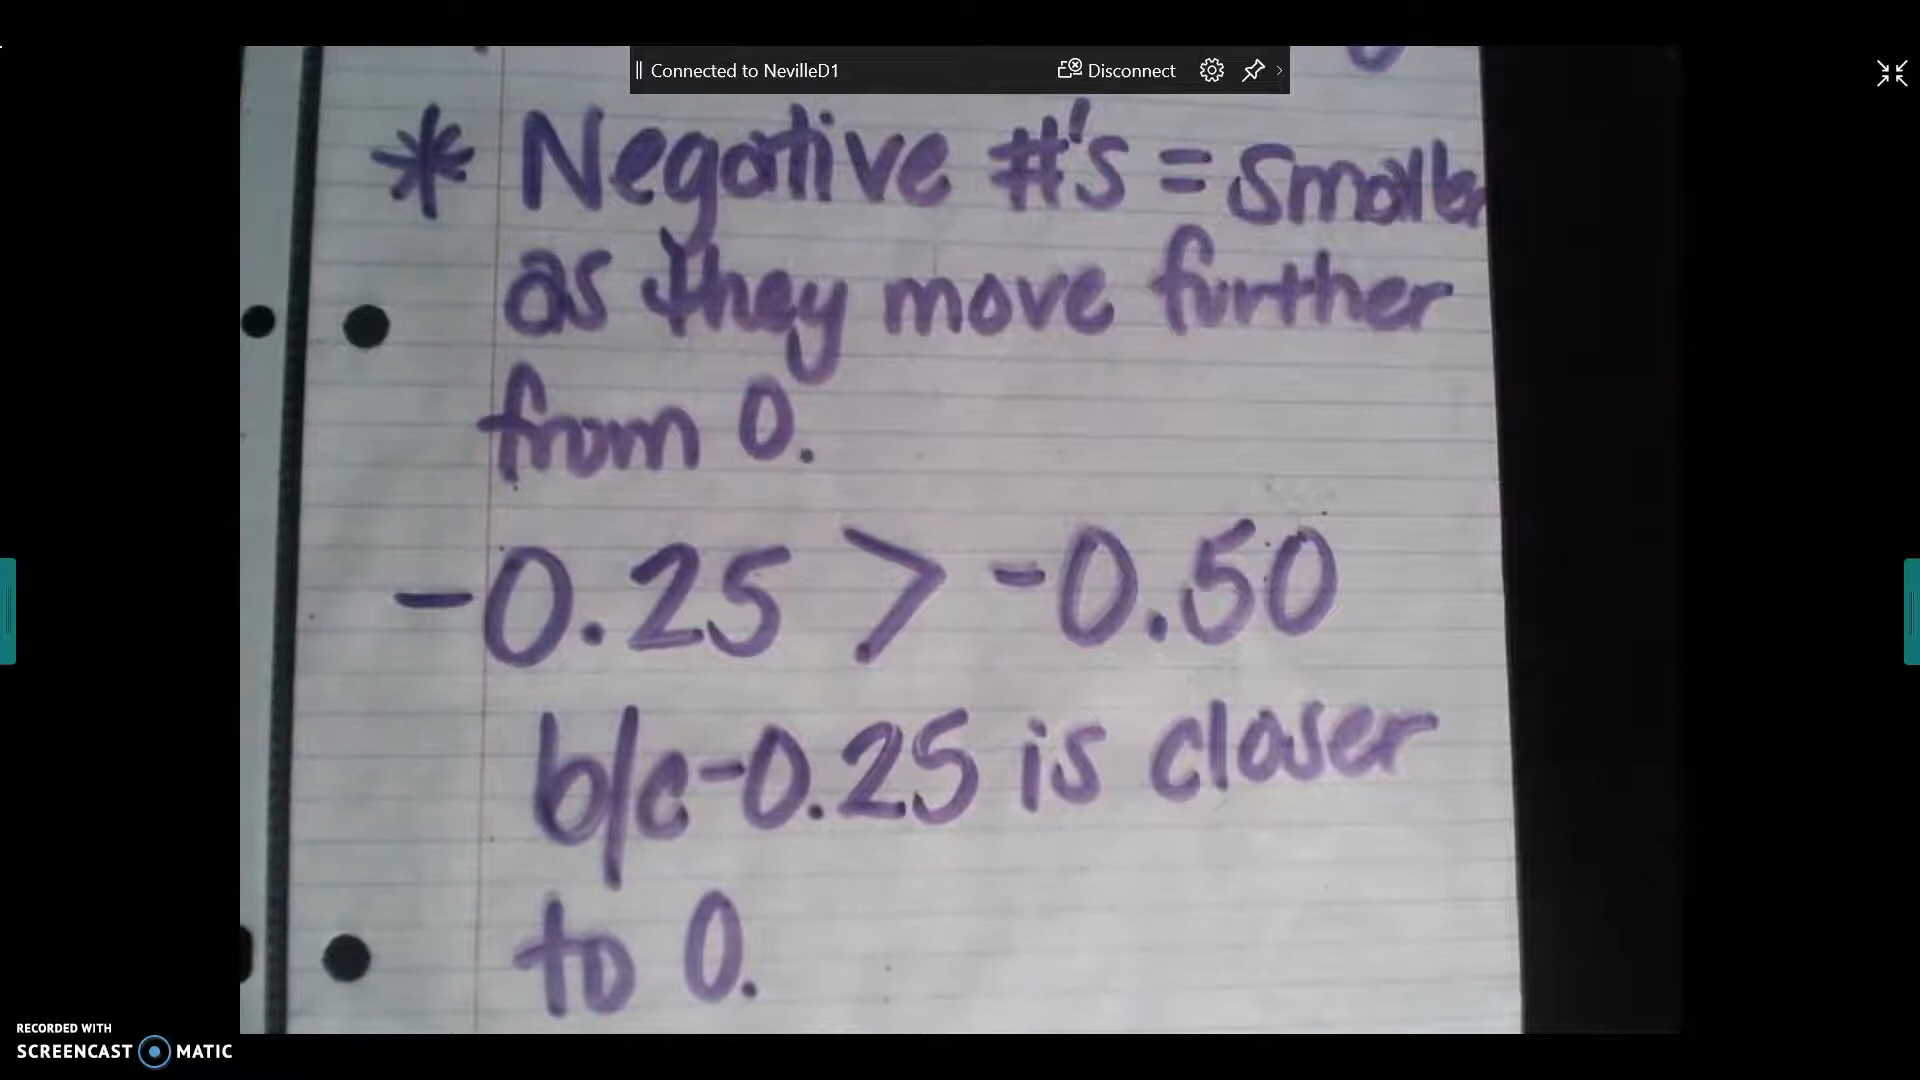 Connected to NevilleD1 Disconnect
* Negative #'s = Smaller
as they move further
from 0.
-0.25 > -0.50
b/c -0.25 is closer
to 0.
RECORDED WITH
SCREENCAST MATIC